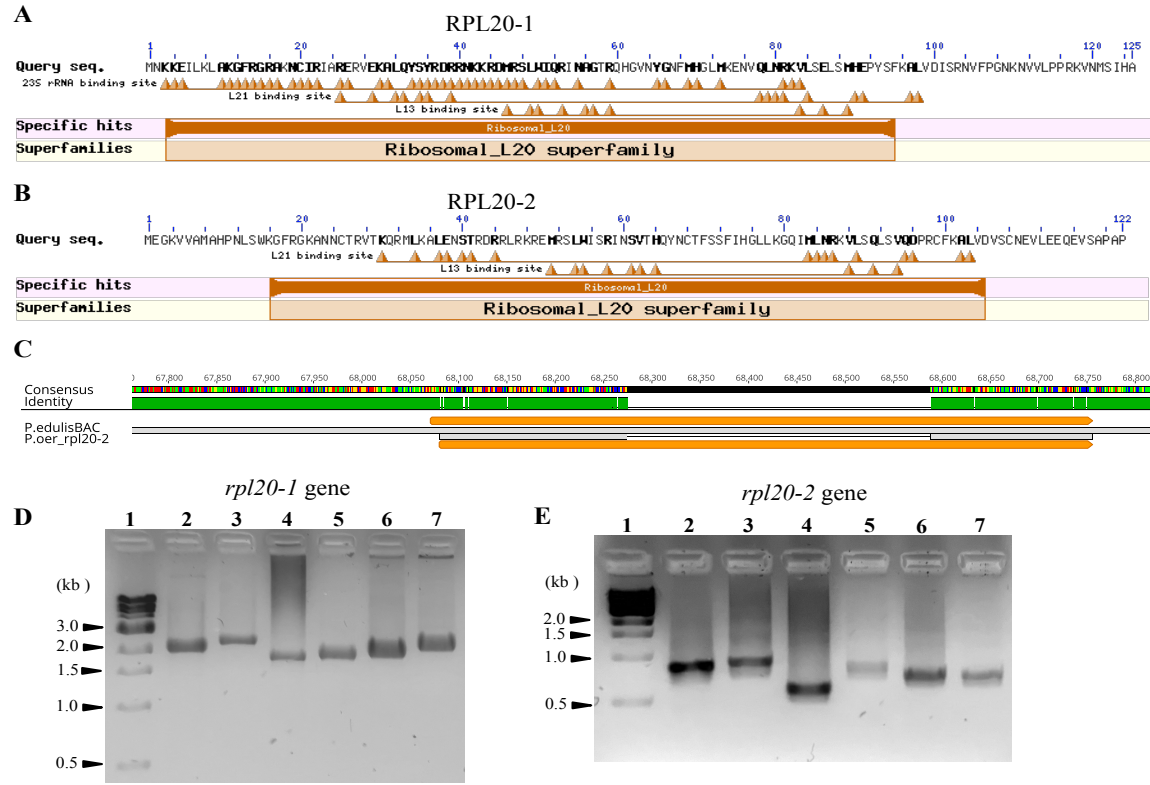 A
RPL20-1
1 20 40 60 80 100 120 125
Query seq. MNKKEILKLAKGFRGRAKNCIRIARERVEKALQYSYRDRRNKKRDMRSLWIQRINAGTRQHGVNYGNFMHGLMKENVQLNRKVLSELSMHEPYSFKALVDISRNVFPGNKNVVLPPRKVNMSIHA
23S rRNA binding site
L21 binding site
L13 binding site
Specific hits Ribosomal_L20
Superfamilies Ribosomal_L20 superfamily
B
RPL20-2
1 20 40 60 80 100 122
Query seq. MEGKVVAMAHPNLSWKGFRGKANNCTRVTKQRMLKALENSTRDRRLRKREMRSLWISRINSVTHQYNCTFSSFIHGLLKGQIMLNRKVLSQLSVQDPRCFKALVDVSCNEVLEEQEVSAPAP
L21 binding site
L13 binding site
Specific hits Ribosomal_L20
Superfamilies Ribosomal_L20 superfamily
C
67,800 67,850 67,900 67,950 68,000 68,050 68,100 68,150 68,200 68,250 68,300 68,350 68,400 68,450 68,500 68,550 68,600 68,650 68,700 68,750 68,800
Consensus
Identity
P.edulisBAC
P.oer_rpl20-2
rpl20-1 gene
D
1 2 3 4 5 6 7
(kb )
3.0
2.0
1.5
1.0
0.5
rpl20-2 gene
E
1 2 3 4 5 6 7
(kb )
2.0
1.5
1.0
0.5